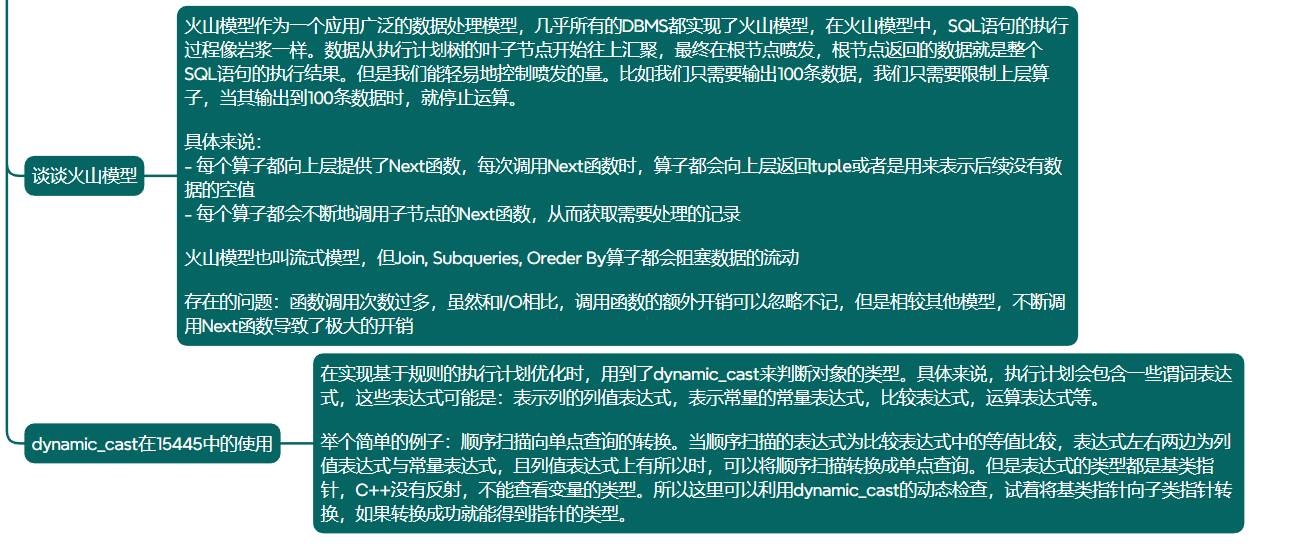 谈谈火山模型
火山模型作为一个应用广泛的数据处理模型，几乎所有的DBMS都实现了火山模型，在火山模型中，SQL语句的执行
过程像岩浆一样。数据从执行计划树的叶子节点开始往上汇聚，最终在根节点喷发，根节点返回的数据就是整个
SQL语句的执行结果。但是我们能轻易地控制喷发的量。比如我们只需要输出100条数据，我们只需要限制上层算
子，当其输出到100条数据时，就停止运算。
具体来说：
- 每个算子都向上层提供了Next函数，每次调用Next函数时，算子都会向上层返回tuple或者是用来表示后续没有数
据的空值
- 每个算子都会不断地调用子节点的Next函数，从而获取需要处理的记录
火山模型也叫流式模型，但Join, Subqueries, Oreder By算子都会阻塞数据的流动
存在的问题：函数调用次数过多，虽然和I/O相比，调用函数的额外开销可以忽略不记，但是相较其他模型，不断调
用Next函数导致了极大的开销
dynamic_cast在15445中的使用
在实现基于规则的执行计划优化时，用到了dynamic_cast来判断对象的类型。具体来说，执行计划会包含一些谓词表达
式，这些表达式可能是：表示列的列值表达式，表示常量的常量表达式，比较表达式，运算表达式等。
举个简单的例子：顺序扫描向单点查询的转换。当顺序扫描的表达式为比较表达式中的等值比较，表达式左右两边为列
值表达式与常量表达式，且列值表达式上有所以时，可以将顺序扫描转换成单点查询。但是表达式的类型都是基类指
针，C++没有反射，不能查看变量的类型。所以这里可以利用dynamic_cast的动态检查，试着将基类指针向子类指针转
换，如果转换成功就能得到指针的类型。